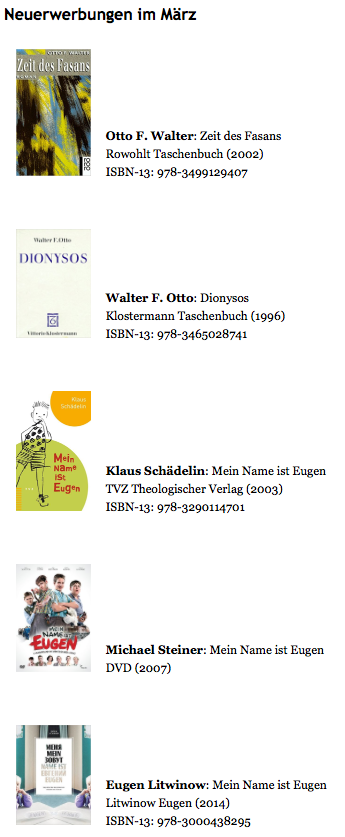 Neuerwerbungen im März
OTTO F. WALTER
Zeit des Fasans
ROMAN
Otto F. Walter: Zeit des Fasans
Rowohlt Taschenbuch (2002)
ISBN-13: 978-3499129407
Walter F. Otto
DIONYSOS
Vittorio Klostermann
Walter F. Otto: Dionysos
Klostermann Taschenbuch (1996)
ISBN-13: 978-3465028741
Klaus
Schädelin
Mein
Name
ist
Eugen
Klaus Schädelin: Mein Name ist Eugen
TVZ Theologischer Verlag (2003)
ISBN-13: 978-3290114701
MEIN
NAME IST
EUGEN
Michael Steiner: Mein Name ist Eugen
DVD (2007)
МЕНЯ MEIN
ЗОВУТ
NAME IST
EUGEN
Eugen Litwinow: Mein Name ist Eugen
Litwinow Eugen (2014)
ISBN-13: 978-3000438295